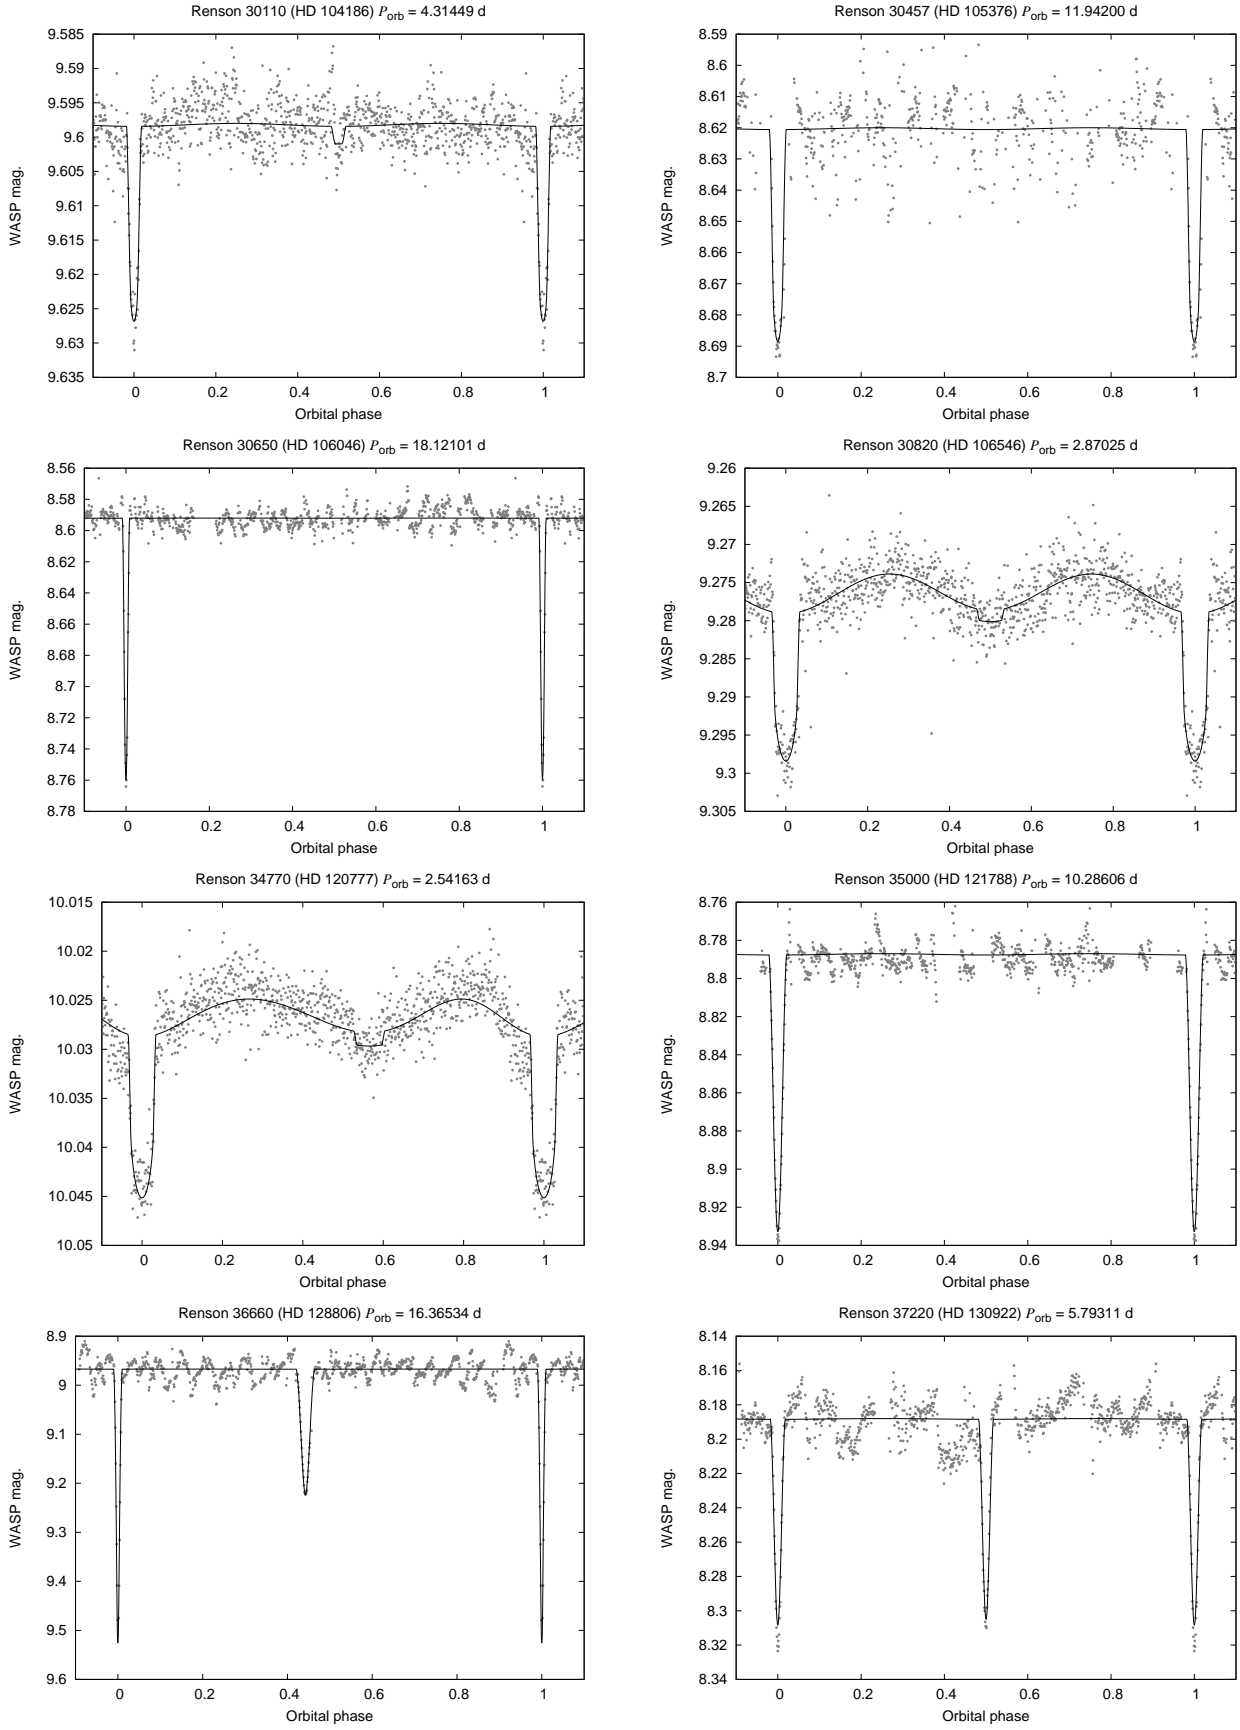 Renson 30110 (HD 104186) P_orb = 4.31449 d
9.585
9.59
9.595
9.6
9.605
9.61
9.615
9.62
9.625
9.63
9.635
WASP mag.
0 0.2 0.4 0.6 0.8 1
Orbital phase
Renson 30457 (HD 105376) P_orb = 11.94200 d
8.59
8.6
8.61
8.62
8.63
8.64
8.65
8.66
8.67
8.68
8.69
8.7
WASP mag.
0 0.2 0.4 0.6 0.8 1
Orbital phase
Renson 30650 (HD 106046) P_orb = 18.12101 d
8.56
8.58
8.6
8.62
8.64
8.66
8.68
8.7
8.72
8.74
8.76
8.78
WASP mag.
0 0.2 0.4 0.6 0.8 1
Orbital phase
Renson 30820 (HD 106546) P_orb = 2.87025 d
9.26
9.265
9.27
9.275
9.28
9.285
9.29
9.295
9.3
9.305
WASP mag.
0 0.2 0.4 0.6 0.8 1
Orbital phase
Renson 34770 (HD 120777) P_orb = 2.54163 d
10.015
10.02
10.025
10.03
10.035
10.04
10.045
10.05
WASP mag.
0 0.2 0.4 0.6 0.8 1
Orbital phase
Renson 35000 (HD 121788) P_orb = 10.28606 d
8.76
8.78
8.8
8.82
8.84
8.86
8.88
8.9
8.92
8.94
WASP mag.
0 0.2 0.4 0.6 0.8 1
Orbital phase
Renson 36660 (HD 128806) P_orb = 16.36534 d
8.9
9
9.1
9.2
9.3
9.4
9.5
9.6
WASP mag.
0 0.2 0.4 0.6 0.8 1
Orbital phase
Renson 37220 (HD 130922) P_orb = 5.79311 d
8.14
8.16
8.18
8.2
8.22
8.24
8.26
8.28
8.3
8.32
8.34
WASP mag.
0 0.2 0.4 0.6 0.8 1
Orbital phase